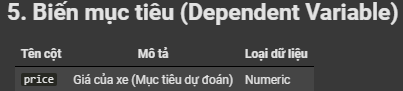 5. Biến mục tiêu (Dependent Variable)
Tên cột Mô tả Loại dữ liệu
price Giá của xe (Mục tiêu dự đoán) Numeric